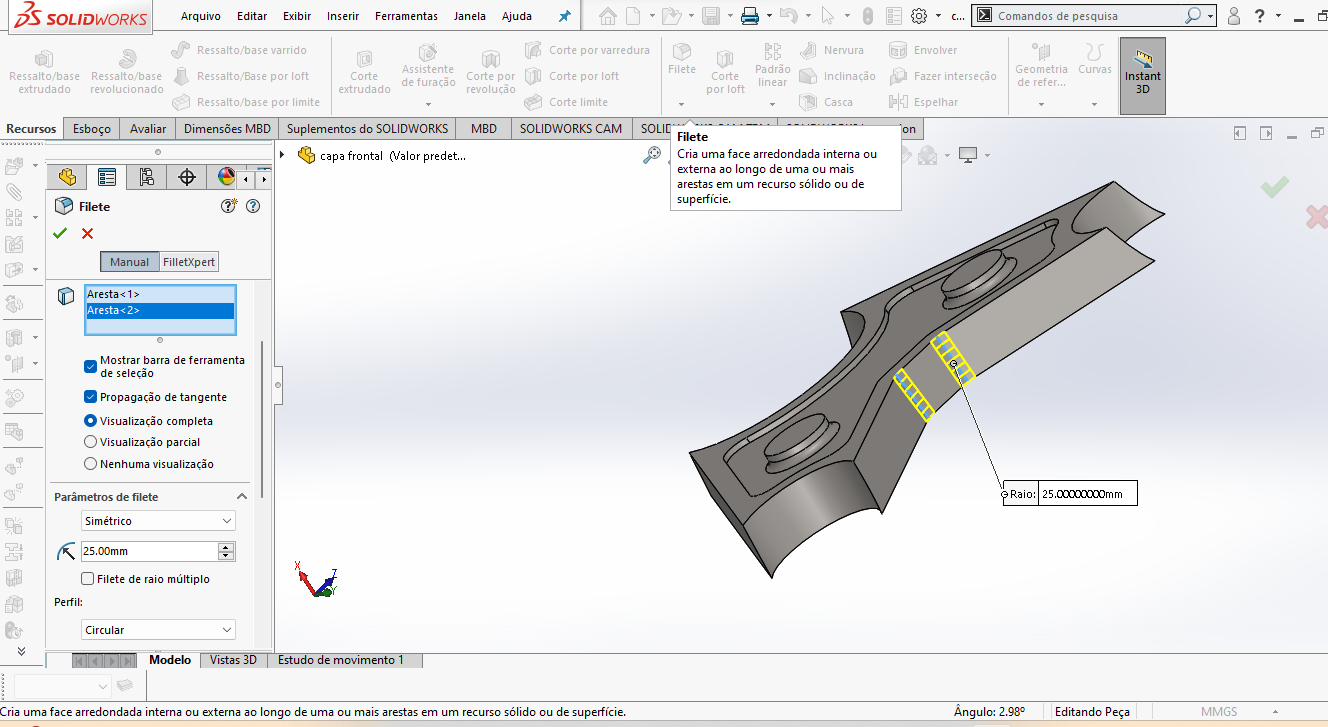 SOLIDWORKS
Arquivo Editar Exibir Inserir Ferramentas Janela Ajuda
c...
Comandos de pesquisa
Ressalto/base extrudado
Ressalto/base revolucionado
Ressalto/base varrido
Ressalto/Base por loft
Ressalto/base por limite
Corte extrudado
Assistente de furação
Corte por revolução
Corte por varredura
Corte por loft
Corte limite
Filete
Corte por loft
Padrão linear
Nervura
Inclinação
Casca
Envolver
Fazer interseção
Espelhar
Geometria de refer...
Curvas
Instant 3D
Recursos Esboço Avaliar Dimensões MBD Suplementos do SOLIDWORKS MBD SOLIDWORKS CAM
Filete
Cria uma face arredondada interna ou
externa ao longo de uma ou mais
arestas em um recurso sólido ou de
superfície.
capa frontal (Valor predet...
Filete
Manual FilletXpert
Aresta<1>
Aresta<2>
Mostrar barra de ferramenta
de seleção
Propagação de tangente
Visualização completa
Visualização parcial
Nenhuma visualização
Parâmetros de filete
Simétrico
25.00mm
Filete de raio múltiplo
Perfil:
Circular
Raio: 25.00000000mm
X
Z
Y
Modelo Vistas 3D Estudo de movimento 1
Cria uma face arredondada interna ou externa ao longo de uma ou mais arestas em um recurso sólido ou de superfície.
Ângulo: 2.98º
Editando Peça
MMGS